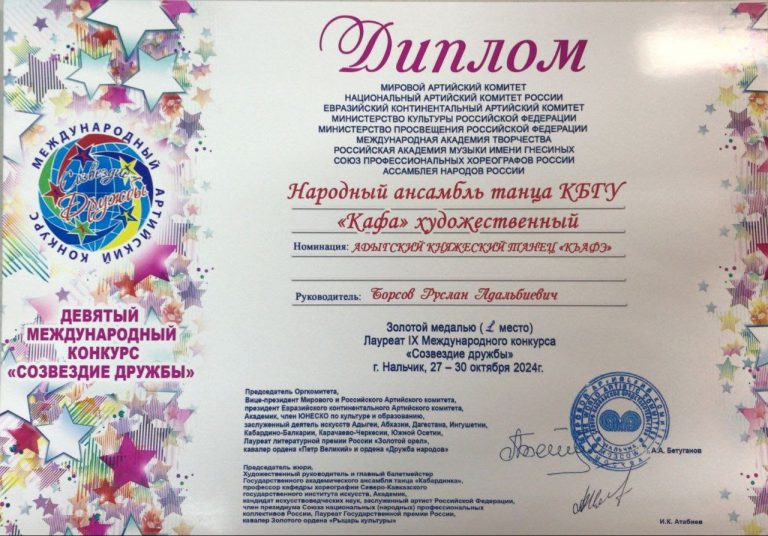 Диплом
МИРОВОЙ АРТИЙСКИЙ КОМИТЕТ
НАЦИОНАЛЬНЫЙ АРТИЙСКИЙ КОМИТЕТ РОССИИ
ЕВРАЗИЙСКИЙ КОНТИНЕНТАЛЬНЫЙ АРТИЙСКИЙ КОМИТЕТ
МИНИСТЕРСТВО КУЛЬТУРЫ РОССИЙСКОЙ ФЕДЕРАЦИИ
МИНИСТЕРСТВО ПРОСВЕЩЕНИЯ РОССИЙСКОЙ ФЕДЕРАЦИИ
МЕЖДУНАРОДНАЯ АКАДЕМИЯ ТВОРЧЕСТВА
РОССИЙСКАЯ АКАДЕМИЯ МУЗЫКИ ИМЕНИ ГНЕСИНЫХ
СОЮЗ ПРОФЕССИОНАЛЬНЫХ ХОРЕОГРАФОВ РОССИИ
АССАМБЛЕЯ НАРОДОВ РОССИИ
МЕЖДУНАРОДНЫЙ АРТИЙСКИЙ КОНКУРС
Созвездие
Дружбы
Народный ансамбль танца КБГУ
«Кафа» художественный
Номинация: АДЫГСКИЙ КНЯЖЕСКИЙ ТАНЕЦ «КЪАФЭ»
Руководитель: Борсов Руслан Адальбиевич
ДЕВЯТЫЙ
МЕЖДУНАРОДНЫЙ
КОНКУРС
«СОЗВЕЗДИЕ ДРУЖБЫ»
Золотой медалью ( место)
Лауреат IX Международного конкурса
«Созвездие дружбы»
г. Нальчик, 27 – 30 октября 2024г.
Председатель Оргкомитета,
Вице-президент Мирового и Российского Артийского комитета,
президент Евразийского континентального Артийского комитета,
Академик, член ЮНЕСКО по культуре и образованию,
заслуженный деятель искусств Адыгеи, Абхазии, Дагестана, Ингушетии,
Кабардино-Балкарии, Карачаево-Черкесии, Южной Осетии,
Лауреат литературной премии России «Золотой орел»,
кавалер ордена «Петр Великий» и ордена «Дружба народов»
А.А. Бетуганов
Председатель жюри,
Художественный руководитель и главный балетмейстер
Государственного академического ансамбля танца «Кабардинка»,
профессор кафедры хореографии Северо-Кавказского
государственного института искусств, Академик,
кандидат искусствоведческих наук, заслуженный артист Российской Федерации,
член президиума Союза национальных (народных) профессиональных
коллективов России, Лауреат Государственной премии России,
кавалер Золотого ордена «Рыцарь культуры»
И.К. Атабиев